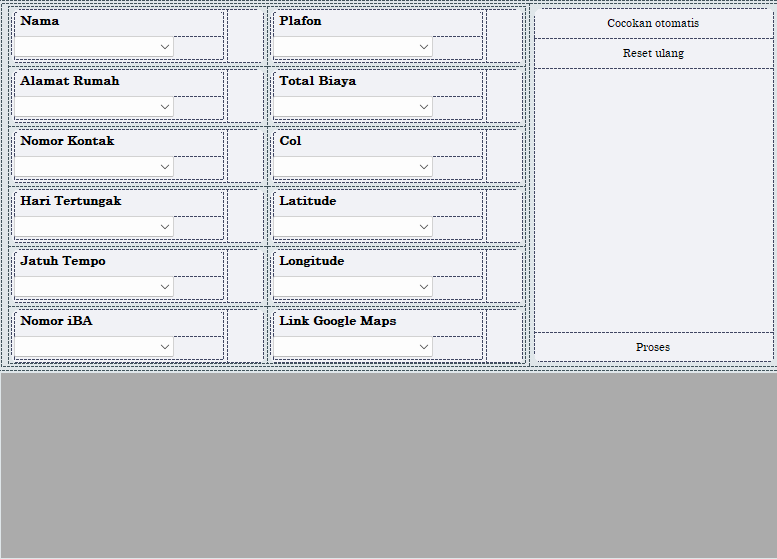 Nama
Plafon
Cocokan otomatis
Reset ulang
Alamat Rumah
Total Biaya
Nomor Kontak
Col
Hari Tertungak
Latitude
Jatuh Tempo
Longitude
Nomor iBA
Link Google Maps
Proses